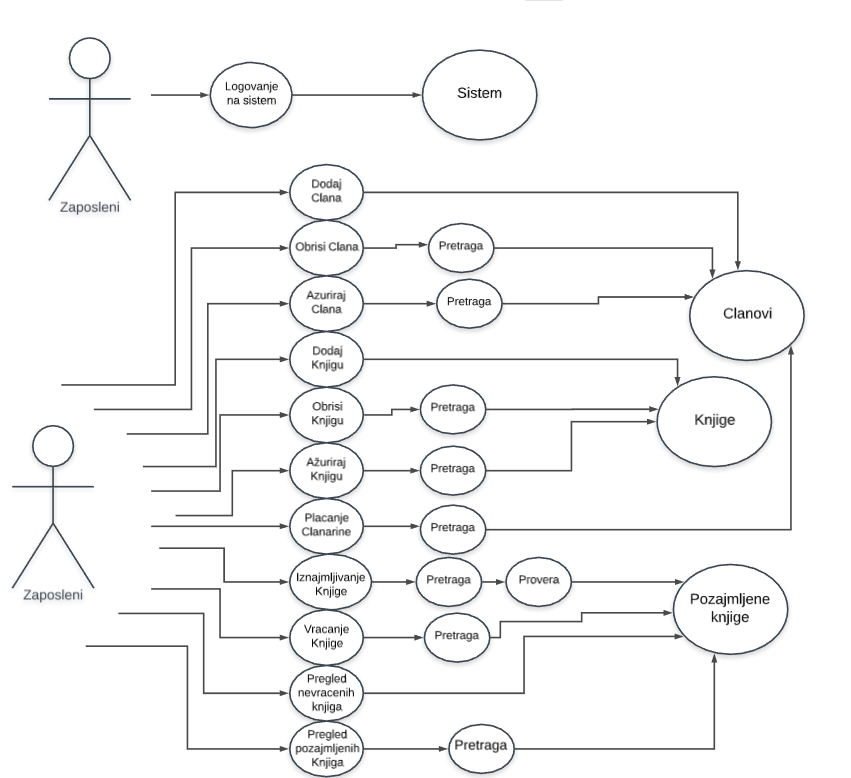 Logovanje
na sistem
Sistem
Zaposleni
Dodaj
Clana
Obrisi Clana
Pretraga
Azuriraj
Clana
Pretraga
Clanovi
Dodaj
Knjigu
Obrisi
Knjigu
Pretraga
Knjige
Ažuriraj
Knjigu
Pretraga
Placanje
Clanarine
Pretraga
Zaposleni
Iznajmljivanje
Knjige
Pretraga
Provera
Pozajmljene
knjige
Vracanje
Knjige
Pretraga
Pregled
nevracenih
knjiga
Pregled
pozajmljenih
Knjiga
Pretraga